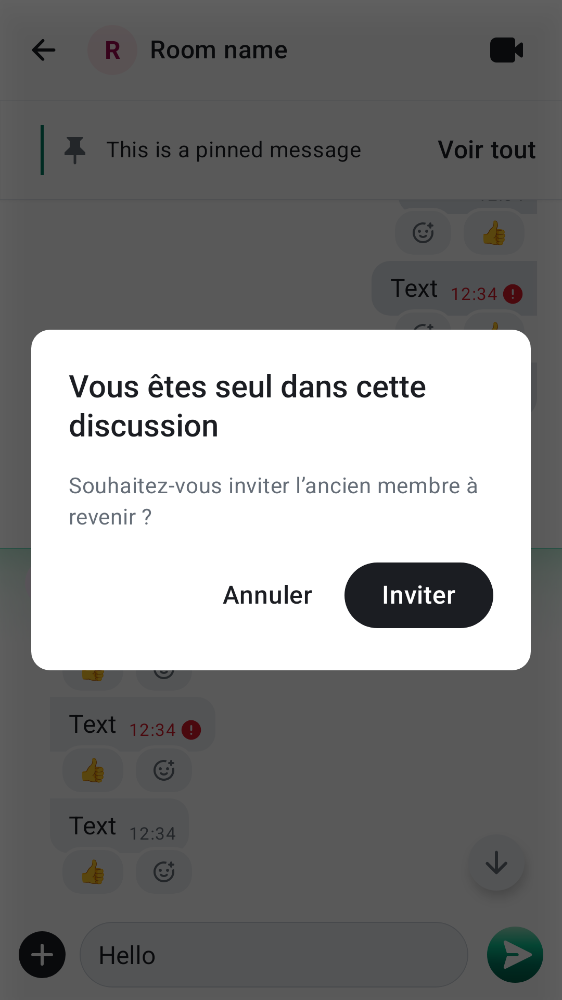 R Room name
This is a pinned message Voir tout
Text 12:34
Vous êtes seul dans cette
discussion
Souhaitez-vous inviter l’ancien membre à
revenir ?
Annuler Inviter
Text 12:34
Text 12:34
Hello